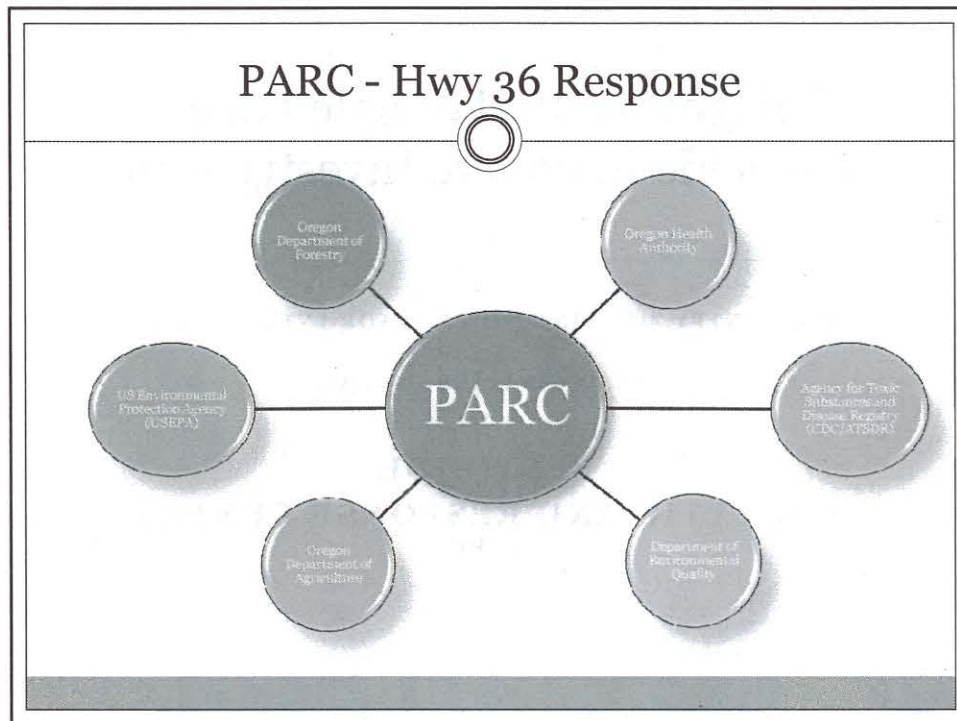 PARC - Hwy 36 Response
Oregon
Department of
Forestry
Oregon Health
Authority
US Environmental
Protection Agency
(USEPA)
PARC
Agency for Toxic
Substances and
Disease Registry
(CDC/ATSDR)
Oregon
Department of
Agriculture
Department of
Environmental
Quality